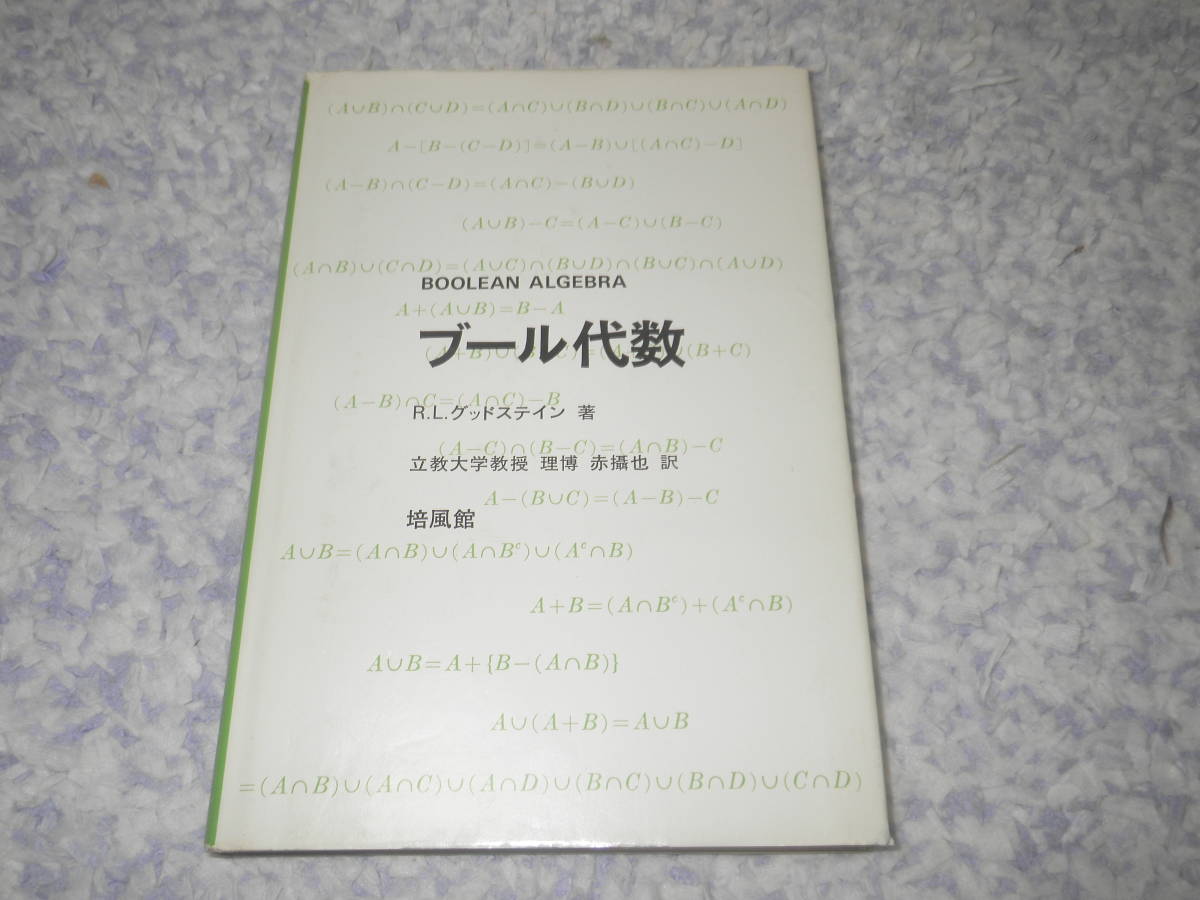 (A∪B)∩(C∪D)=(A∩C)∪(B∩D)∪(B∩C)∪(A∩D)
A−[B−(C−D)]=(A−B)∪[(A∩C)−D]
(A−B)∩(C−D)=(A∩C)−(B∪D)
(A∪B)−C=(A−C)∪(B−C)
(A∩B)∪(C∩D)=(A∪C)∩(B∪D)∩(B∪C)∩(A∪D)
BOOLEAN ALGEBRA
A+(A∪B)=B−A
ブール代数
∪(B+C)
(A−B)∩C=(A∩C)−B
R.L.グッドステイン 著
(A−C)∩(B−C)=(A∩B)−C
立教大学教授 理博 赤攝也 訳
A−(B∪C)=(A−B)−C
培風館
A∪B=(A∩B)∪(A∩Bᶜ)∪(Aᶜ∩B)
A+B=(A∩Bᶜ)+(Aᶜ∩B)
A∪B=A+{B−(A∩B)}
A∪(A+B)=A∪B
=(A∩B)∪(A∩C)∪(A∩D)∪(B∩C)∪(B∩D)∪(C∩D)